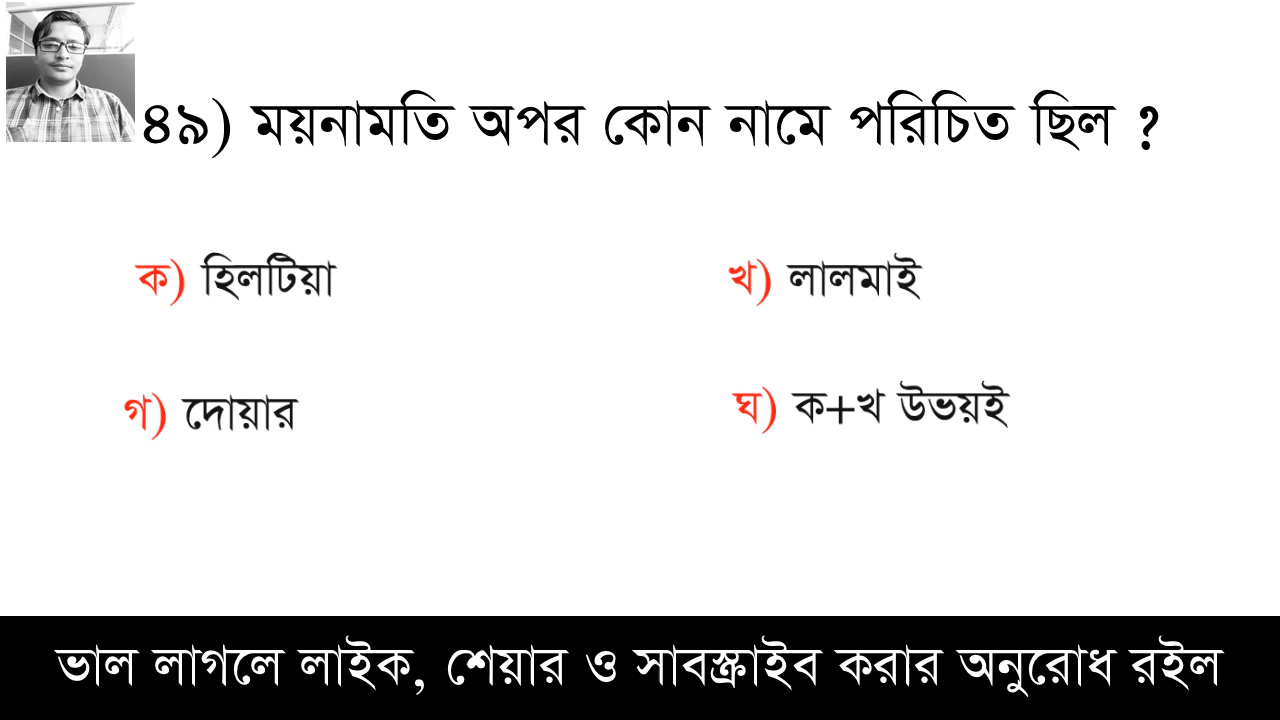 ৪৯) ময়নামতি অপর কোন নামে পরিচিত ছিল ?
ক) হিলটিয়া
খ) লালমাই
গ) দোয়ার
ঘ) ক+খ উভয়ই
ভাল লাগলে লাইক, শেয়ার ও সাবস্ক্রাইব করার অনুরোধ রইল